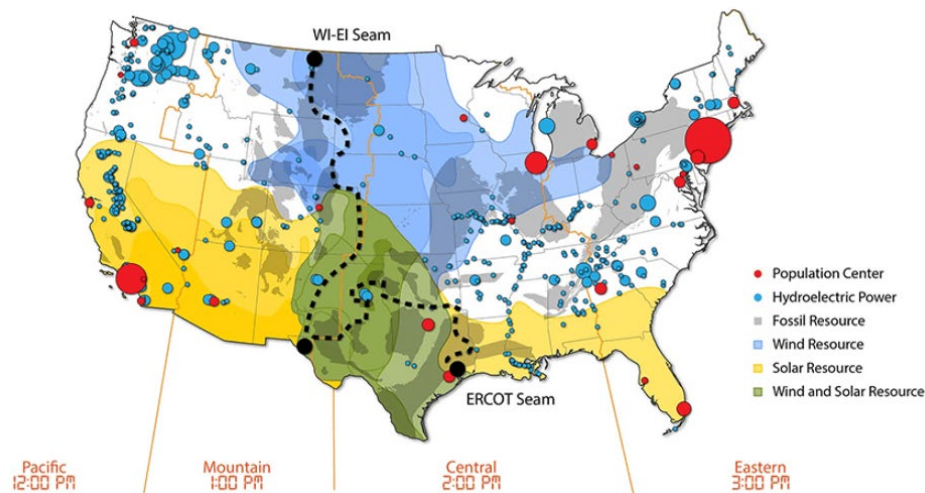 WI-EI Seam
ERCOT Seam
Population Center
Hydroelectric Power
Fossil Resource
Wind Resource
Solar Resource
Wind and Solar Resource
Pacific
12:00 PM
Mountain
1:00 PM
Central
2:00 PM
Eastern
3:00 PM